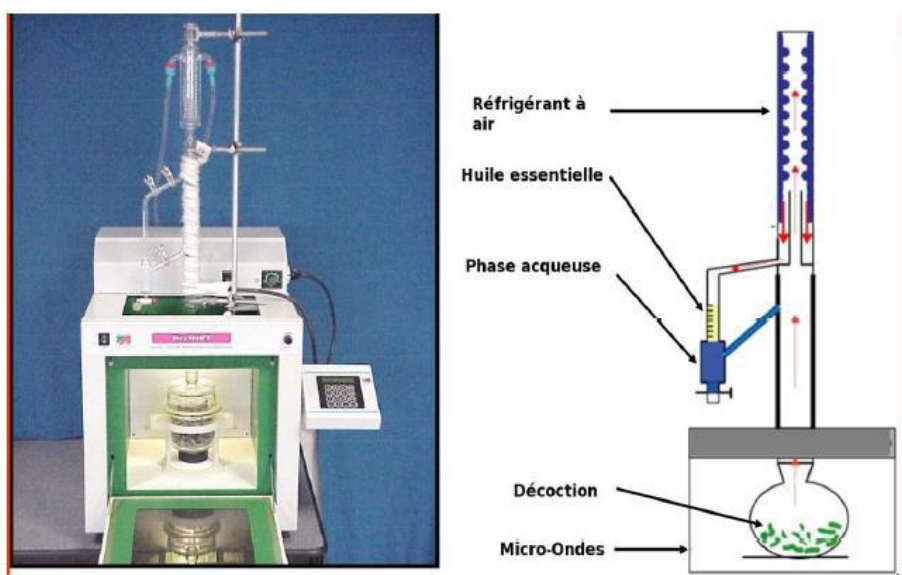 Réfrigérant à
air
Huile essentielle
Phase acqueuse
Décoction
Micro-Ondes